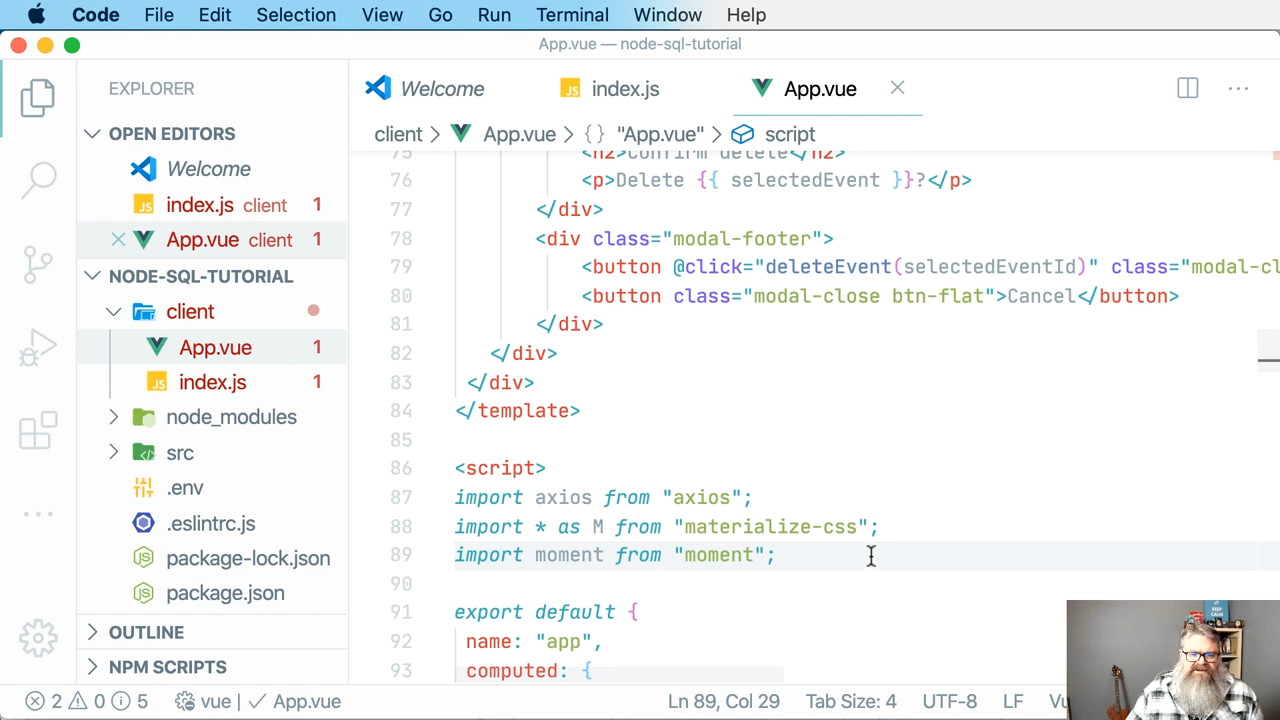 Code File Edit Selection View Go Run Terminal Window Help
App.vue — node-sql-tutorial
EXPLORER
OPEN EDITORS
Welcome
index.js client 1
App.vue client 1
NODE-SQL-TUTORIAL
client
App.vue 1
index.js 1
node_modules
src
.env
.eslintrc.js
package-lock.json
package.json
OUTLINE
NPM SCRIPTS
Welcome index.js App.vue
client > App.vue > {} "App.vue" > script
75 <h2>Confirm delete</h2>
76 <p>Delete {{ selectedEvent }}?</p>
77 </div>
78 <div class="modal-footer">
79 <button @click="deleteEvent(selectedEventId)" class="modal-cl
80 <button class="modal-close btn-flat">Cancel</button>
81 </div>
82 </div>
83 </div>
84 </template>
85
86 <script>
87 import axios from "axios";
88 import * as M from "materialize-css";
89 import moment from "moment";
90
91 export default {
92 name: "app",
93 computed: {
2 0 5 vue | ✓ App.vue Ln 89, Col 29 Tab Size: 4 UTF-8 LF Vu